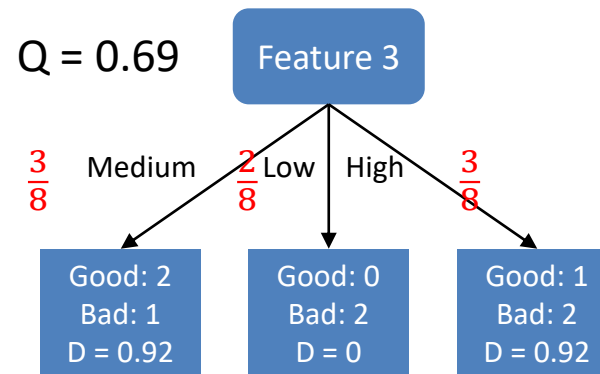 Q = 0.69
Feature 3
3/8
Medium
2/8
Low
High
3/8
Good: 2
Bad: 1
D = 0.92
Good: 0
Bad: 2
D = 0
Good: 1
Bad: 2
D = 0.92